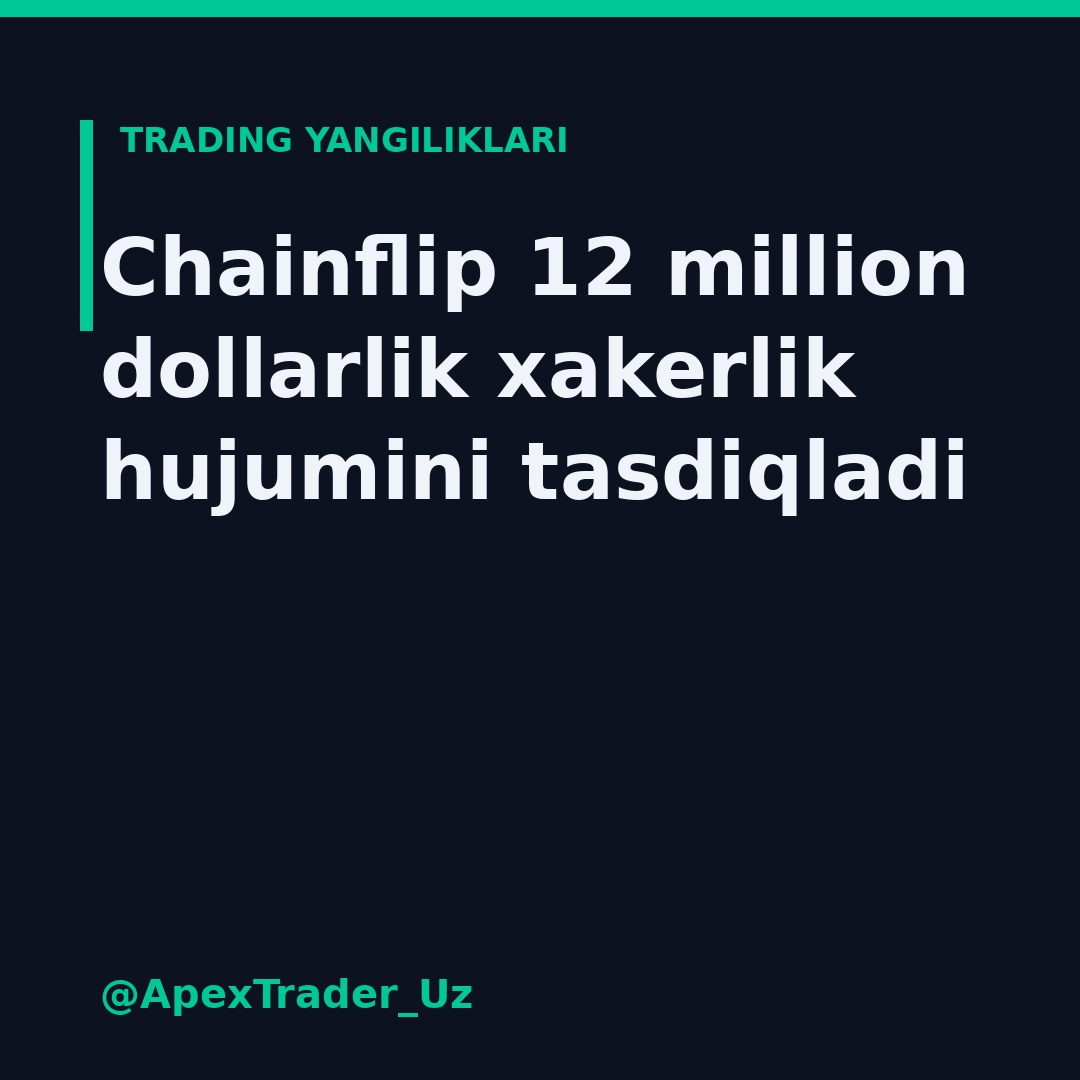 TRADING YANGILIKLARI
Chainflip 12 million
dollarlik xakerlik
hujumini tasdiqladi
@ApexTrader_Uz